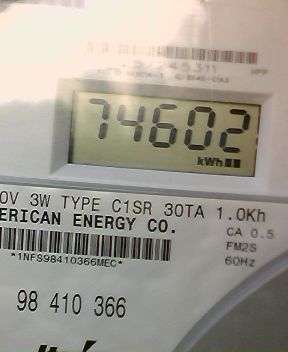 74602
kWh
0V 3W TYPE C1SR 30TA 1.0Kh
ERICAN ENERGY CO.
CA 0.5
FM2S
60Hz
*1NFS98410366MEC*
98 410 366